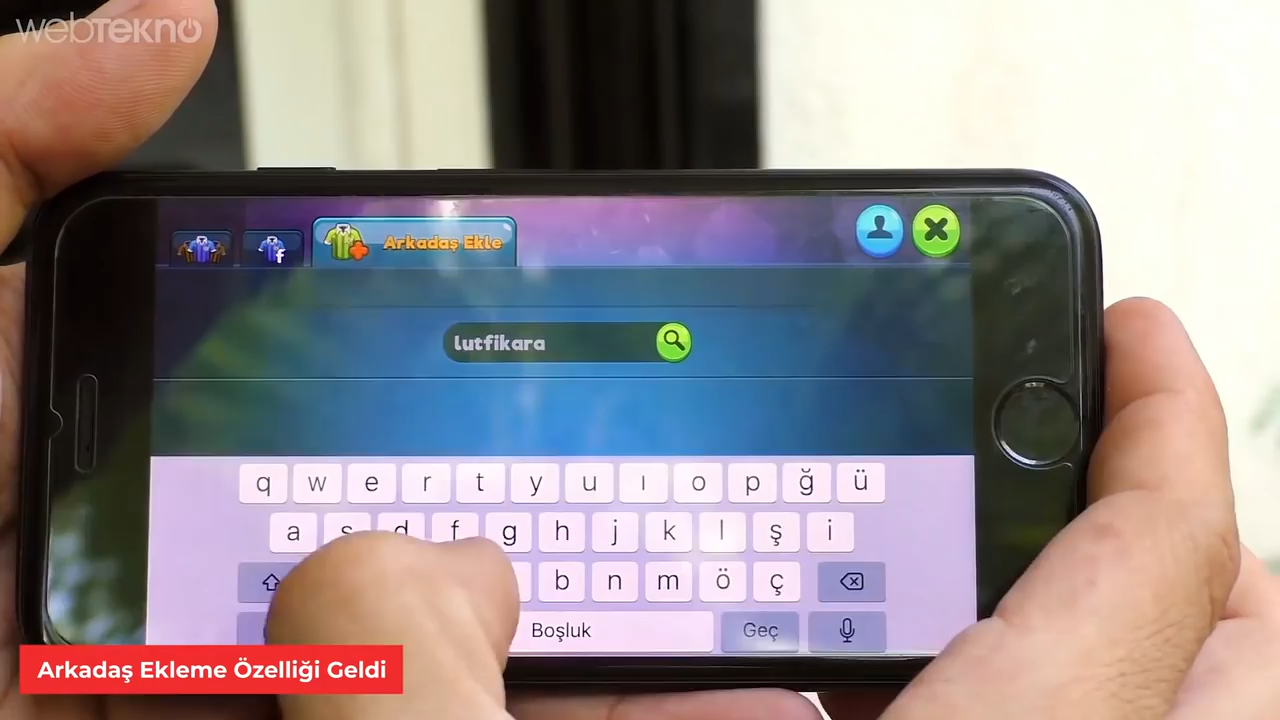 webTEKNO
Arkadaş Ekle
lutfikara
q w e r t y u ı o p ğ ü
a s d f g h j k l ş i
b n m ö ç
Boşluk Geç
Arkadaş Ekleme Özelliği Geldi